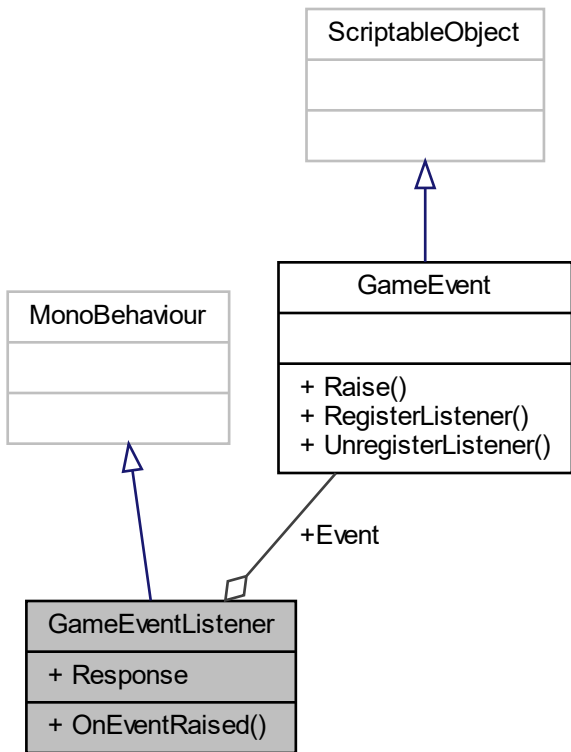 ScriptableObject
GameEvent
+ Raise()
+ RegisterListener()
+ UnregisterListener()
MonoBehaviour
+Event
GameEventListener
+ Response
+ OnEventRaised()